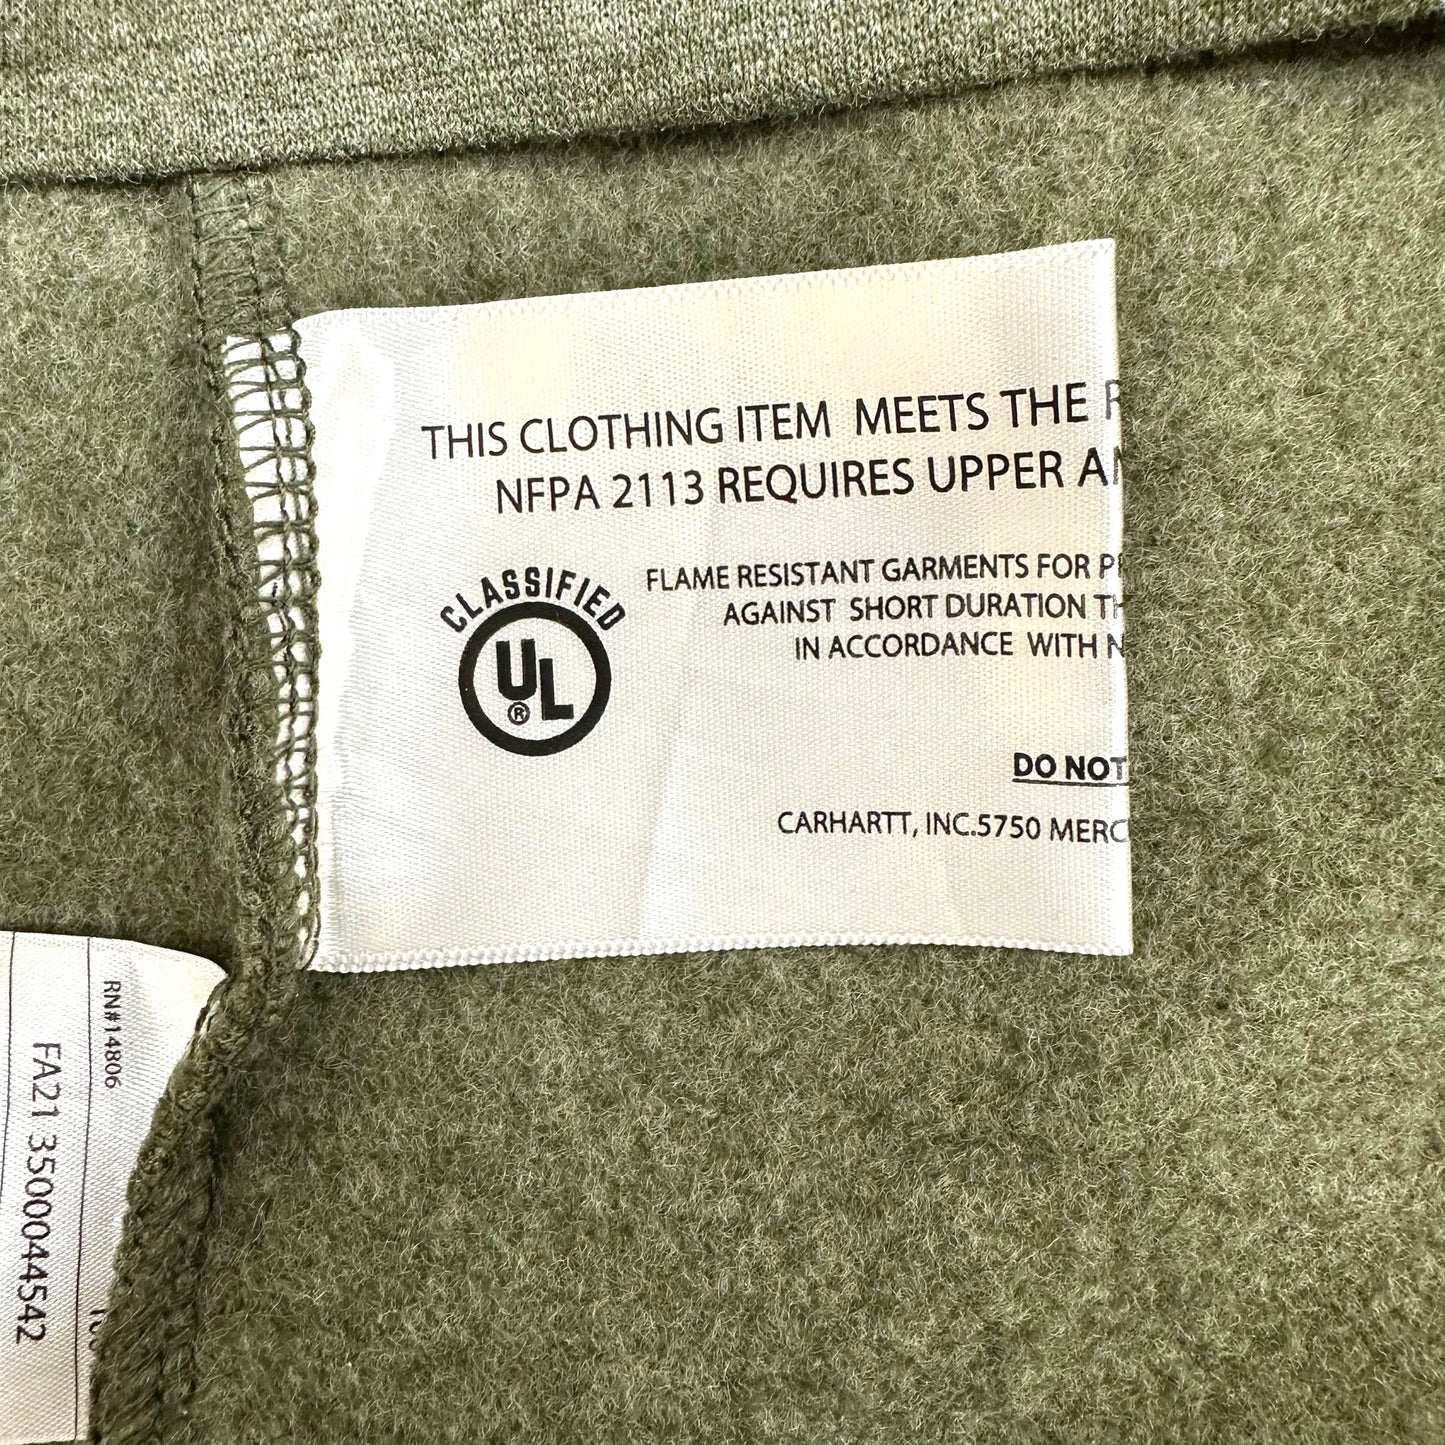 THIS CLOTHING ITEM MEETS THE
NFPA 2113 REQUIRES UPPER
CLASSIFIED
UL
®
FLAME RESISTANT GARMENTS FOR
AGAINST SHORT DURATION
IN ACCORDANCE WITH
DO NOT
CARHARTT, INC.5750 MERC
RN#14806
FA21 3500044542